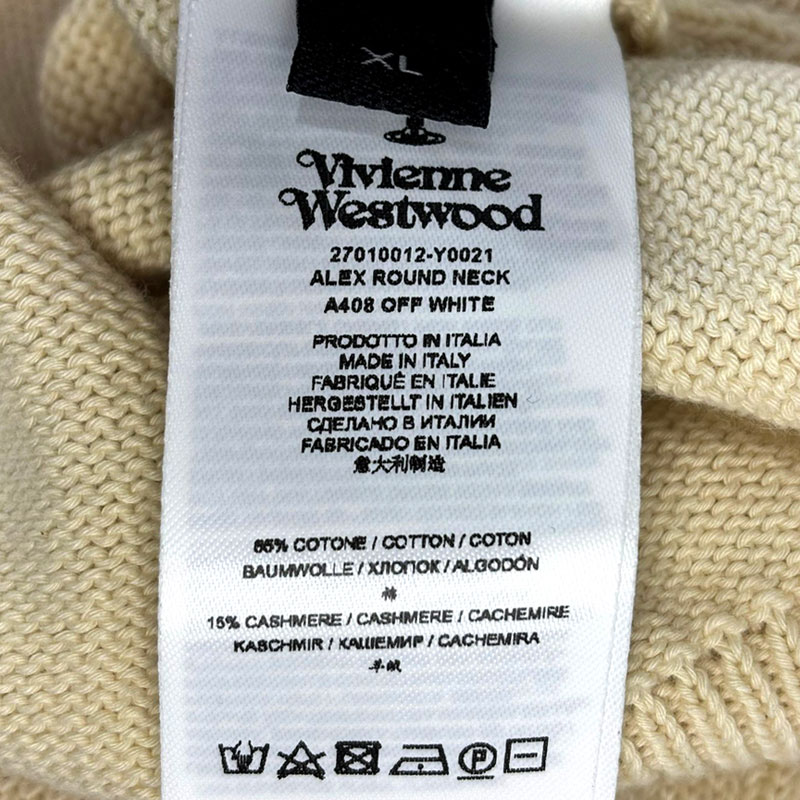 XL
Vivienne
Westwood
27010012-Y0021
ALEX ROUND NECK
A408 OFF WHITE
PRODOTTO IN ITALIA
MADE IN ITALY
FABRIQUÉ EN ITALIE
HERGESTELLT IN ITALIEN
СДЕЛАНО В ИТАЛИИ
FABRICADO EN ITALIA
意大利制造
85% COTONE / COTTON / COTON
BAUMWOLLE / ХЛОПОК / ALGODÓN
棉
15% CASHMERE / CASHMERE / CACHEMIRE
KASCHMIR / КАШЕМИР / CACHEMIRA
羊绒
P